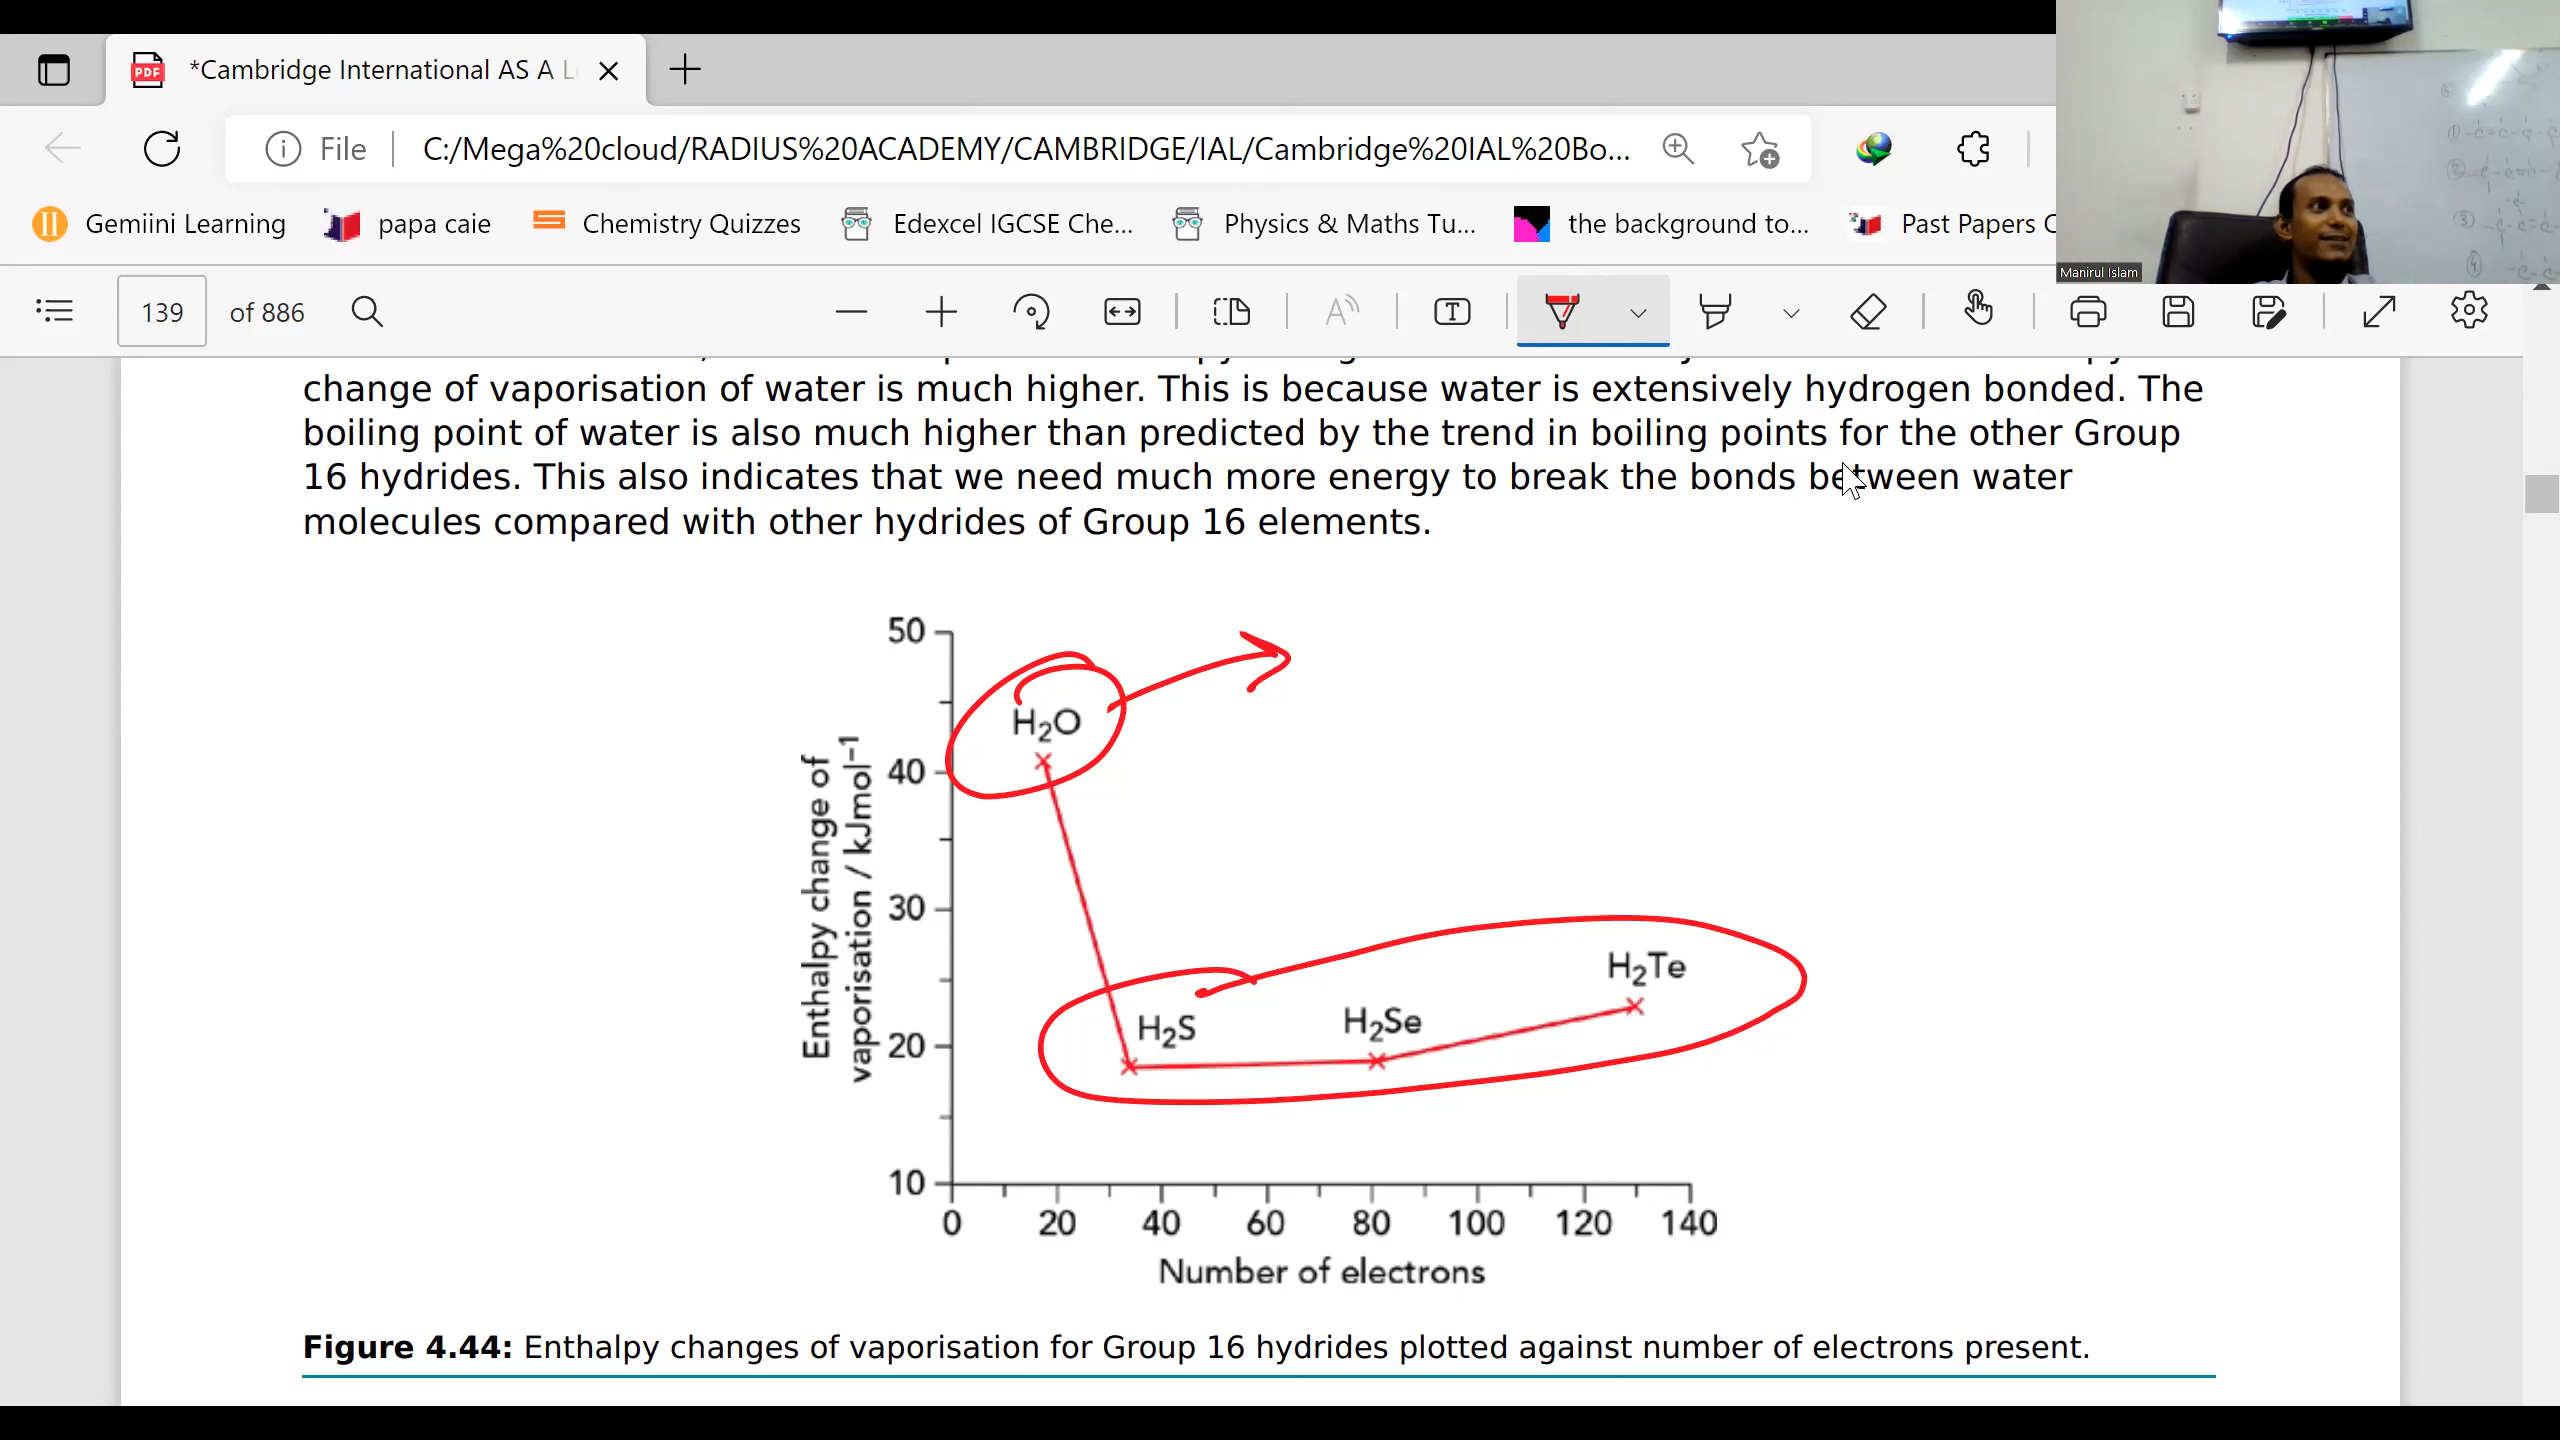 *Cambridge International AS A L
File
C:/Mega%20cloud/RADIUS%20ACADEMY/CAMBRIDGE/IAL/Cambridge%20IAL%20Bo...
Gemiini Learning
papa caie
Chemistry Quizzes
Edexcel IGCSE Che...
Physics & Maths Tu...
the background to...
Past Papers C
Manirul Islam
139 of 886
change of vaporisation of water is much higher. This is because water is extensively hydrogen bonded. The
boiling point of water is also much higher than predicted by the trend in boiling points for the other Group
16 hydrides. This also indicates that we need much more energy to break the bonds between water
molecules compared with other hydrides of Group 16 elements.
Enthalpy change of
vaporisation / kJmol⁻¹
50
40
30
20
10
H₂O
H₂S
H₂Se
H₂Te
0 20 40 60 80 100 120 140
Number of electrons
Figure 4.44: Enthalpy changes of vaporisation for Group 16 hydrides plotted against number of electrons present.